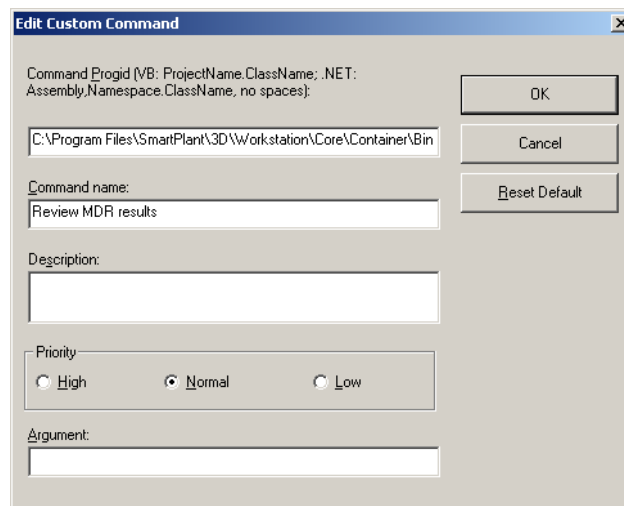 Edit Custom Command
Command Progid (VB: ProjectName.ClassName; .NET:
Assembly,Namespace.ClassName, no spaces):
OK
C:\Program Files\SmartPlant\3D\Workstation\Core\Container\Bin
Cancel
Command name:
Reset Default
Review MDR results
Description:
Priority
High
Normal
Low
Argument: